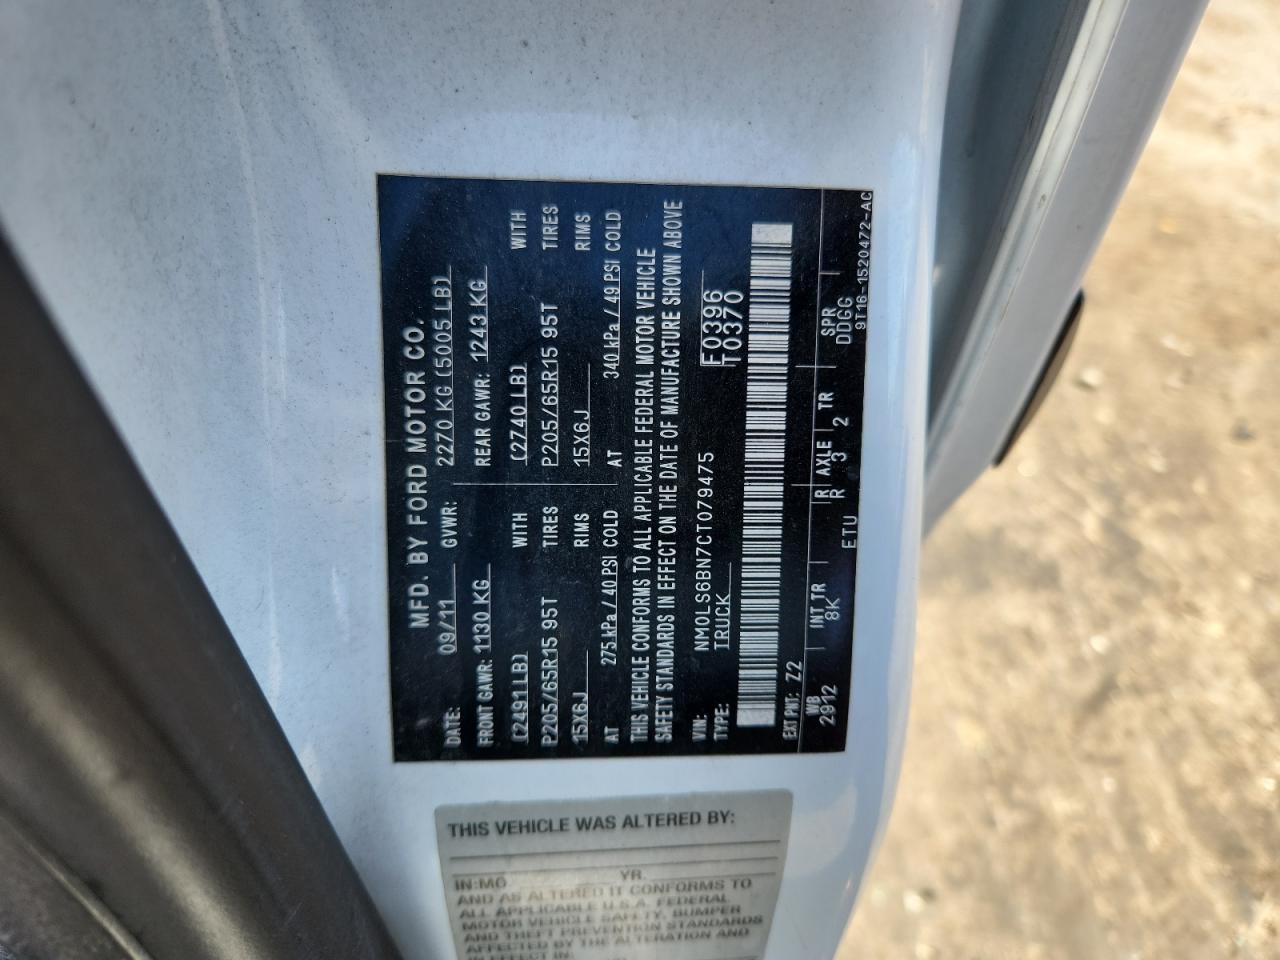 MFD. BY FORD MOTOR CO.
DATE: 09/11 GVWR: 2270 KG (5005 LB)
FRONT GAWR: 1130 KG REAR GAWR: 1243 KG
(2491 LB) WITH (2740 LB) WITH
P205/65R15 95T TIRES P205/65R15 95T TIRES
15X6J RIMS 15X6J RIMS
AT 275 kPa / 40 PSI COLD AT 340 kPa / 49 PSI COLD
THIS VEHICLE CONFORMS TO ALL APPLICABLE FEDERAL MOTOR VEHICLE
SAFETY STANDARDS IN EFFECT ON THE DATE OF MANUFACTURE SHOWN ABOVE
VIN: NM0LS6BN7CT079475 F0396
TYPE: TRUCK T0370
EXT PNT: Z2
WB INT TR R AXLE TR SPR
2912 8K R 3 2 DDGG
ETU 9T16-1520472-AC
THIS VEHICLE WAS ALTERED BY:
IN: MO YR.
AND AS ALTERED IT CONFORMS TO
ALL APPLICABLE U.S.A. FEDERAL
MOTOR VEHICLE SAFETY, BUMPER
AND THEFT PREVENTION STANDARDS
AFFECTED BY THE ALTERATION AND
IN EFFECT IN: